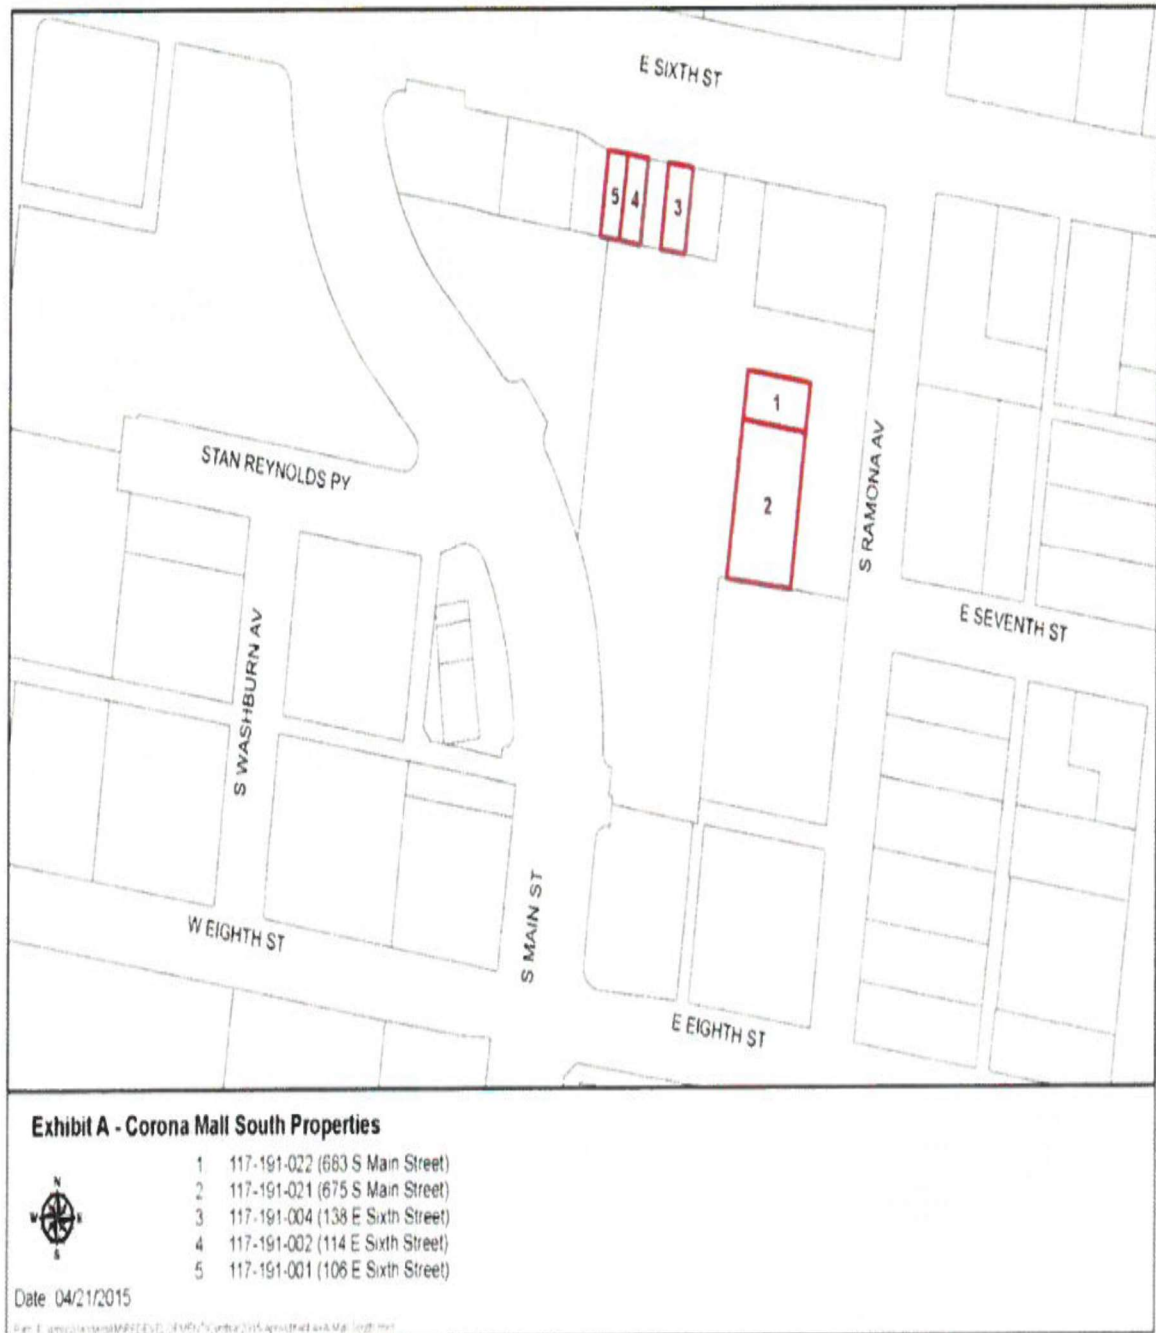 E SIXTH ST
5
4
3
1
2
STAN REYNOLDS PY
S RAMONA AV
E SEVENTH ST
S WASHBURN AV
W EIGHTH ST
S MAIN ST
E EIGHTH ST
Exhibit A - Corona Mall South Properties
1 117-191-022 (663 S Main Street)
2 117-191-021 (675 S Main Street)
3 117-191-004 (138 E Sixth Street)
4 117-191-002 (114 E Sixth Street)
5 117-191-001 (106 E Sixth Street)
N
W E
S
Date: 04/21/2015